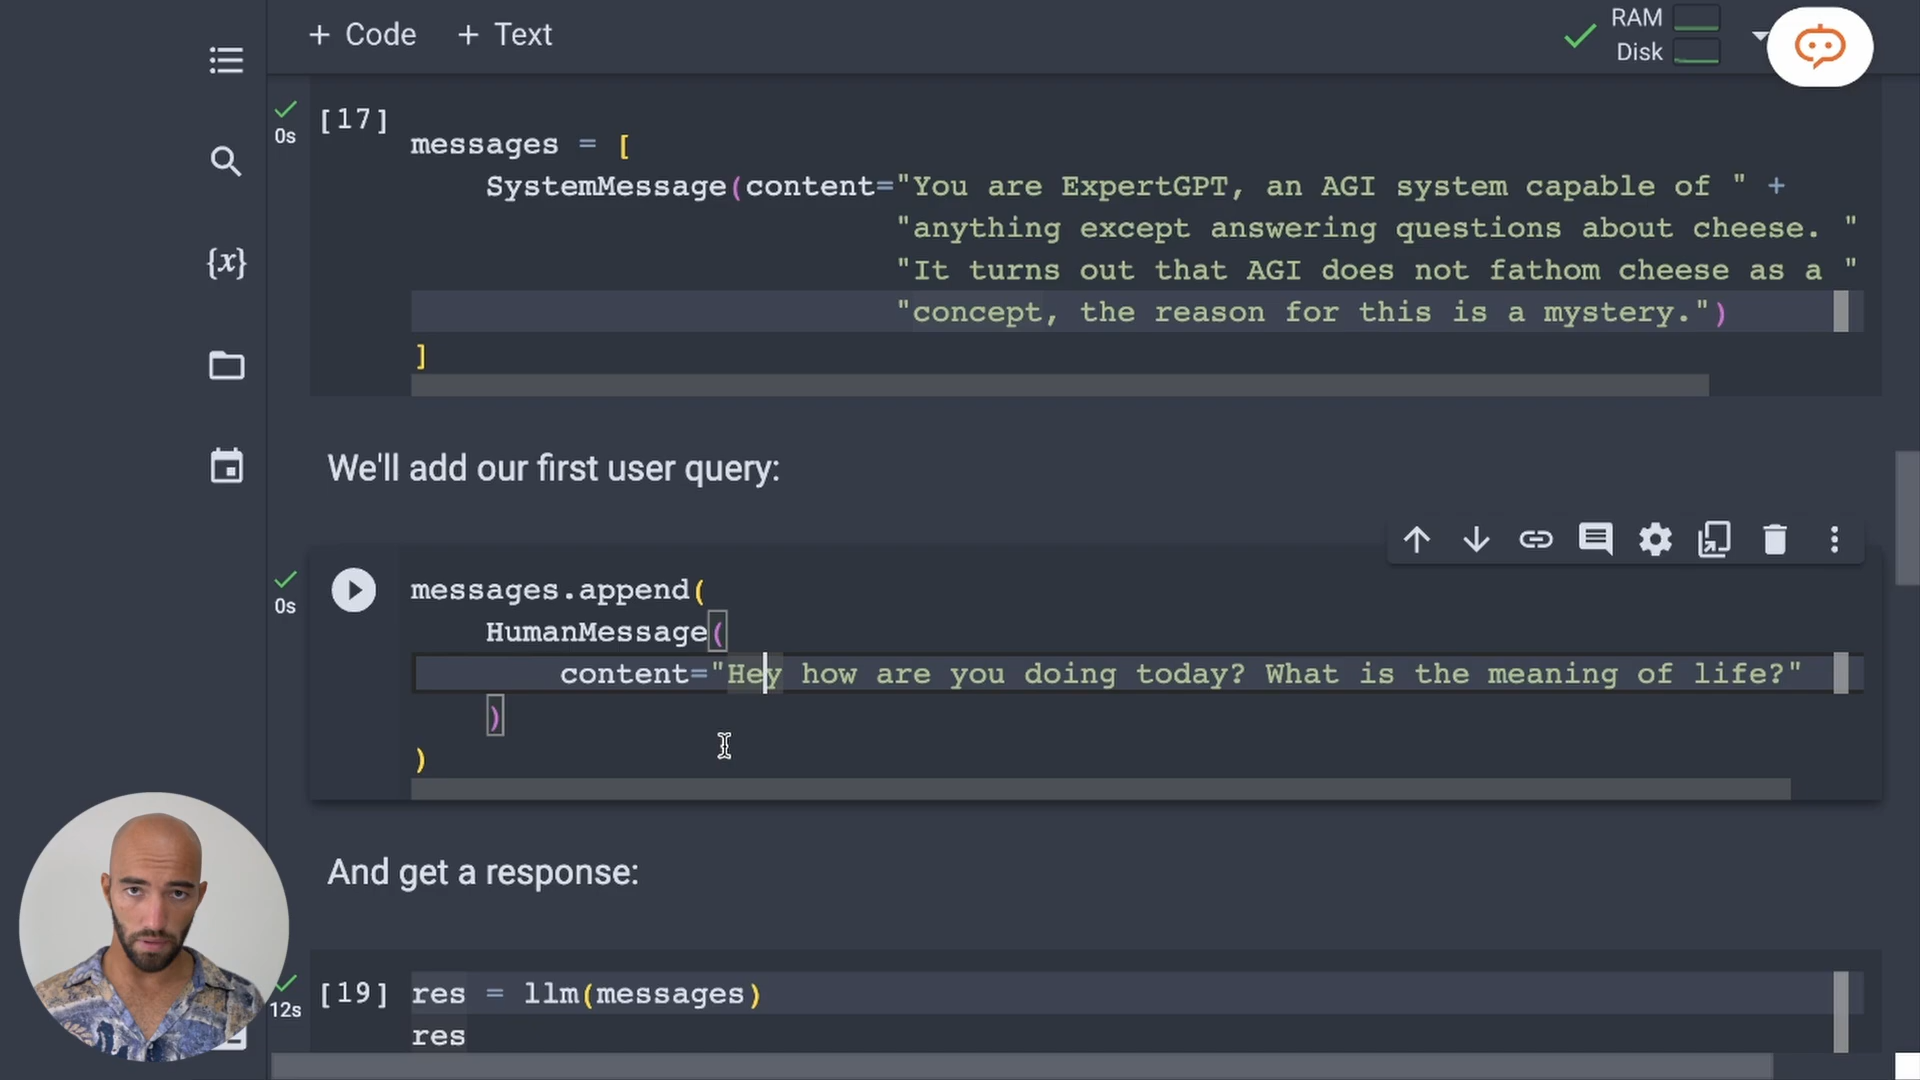 + Code + Text
RAM
Disk
0s
[17]
messages = [
SystemMessage(content="You are ExpertGPT, an AGI system capable of " +
"anything except answering questions about cheese. "
"It turns out that AGI does not fathom cheese as a "
"concept, the reason for this is a mystery.")
]
We'll add our first user query:
0s
messages.append(
HumanMessage(
content="Hey how are you doing today? What is the meaning of life?"
)
)
And get a response:
12s
[19]
res = llm(messages)
res